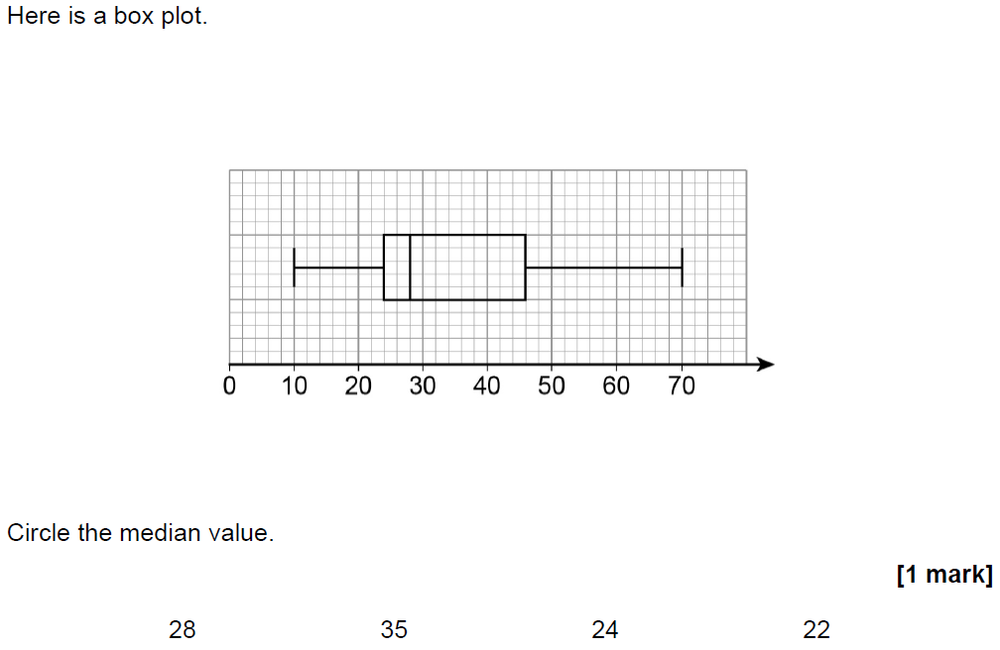 Here is a box plot.
0 10 20 30 40 50 60 70
Circle the median value.
[1 mark]
28 35 24 22